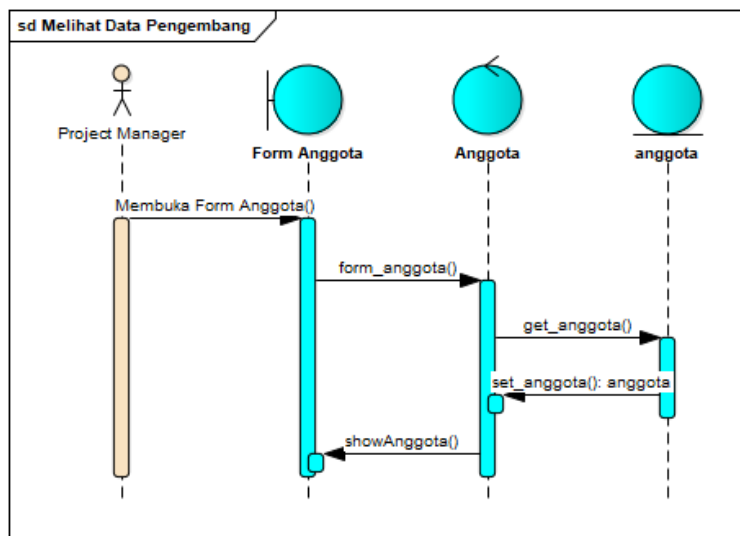 sd Melihat Data Pengembang
Project Manager
Form Anggota
Anggota
anggota
Membuka Form Anggota()
form_anggota()
get_anggota()
set_anggota(): anggota
showAnggota()